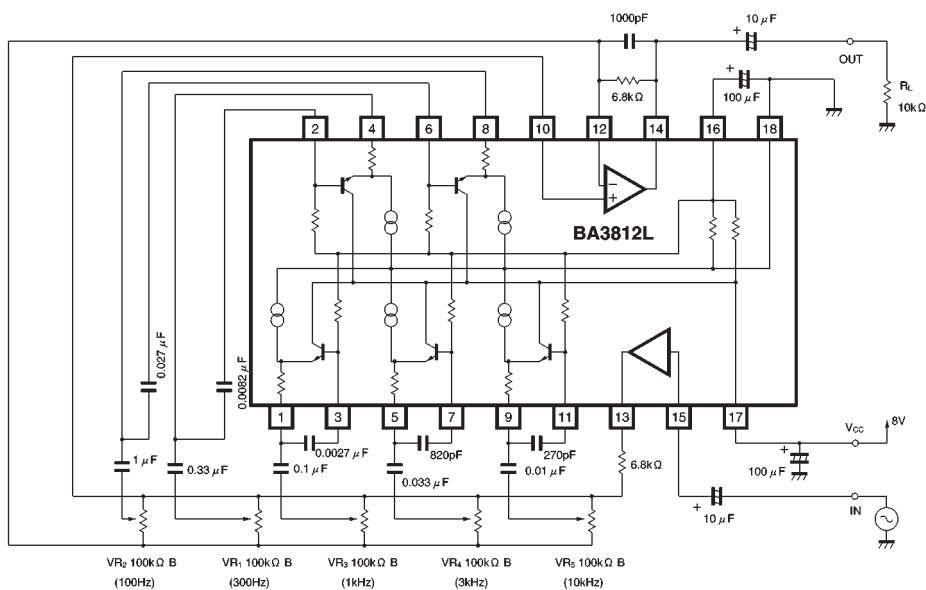 1000pF
10 μF
+
OUT
6.8kΩ
+
100 μF
RL
10kΩ
2 4 6 8 10 12 14 16 18
−
+
BA3812L
0.027 μF
0.0082 μF
1 3 5 7 9 11 13 15 17
VCC
8V
0.0027 μF
820pF
270pF
1 μF
0.33 μF
0.1 μF
0.033 μF
0.01 μF
6.8kΩ
+
100 μF
+
10 μF
IN
VR2 100kΩ B
(100Hz)
VR1 100kΩ B
(300Hz)
VR3 100kΩ B
(1kHz)
VR4 100kΩ B
(3kHz)
VR5 100kΩ B
(10kHz)